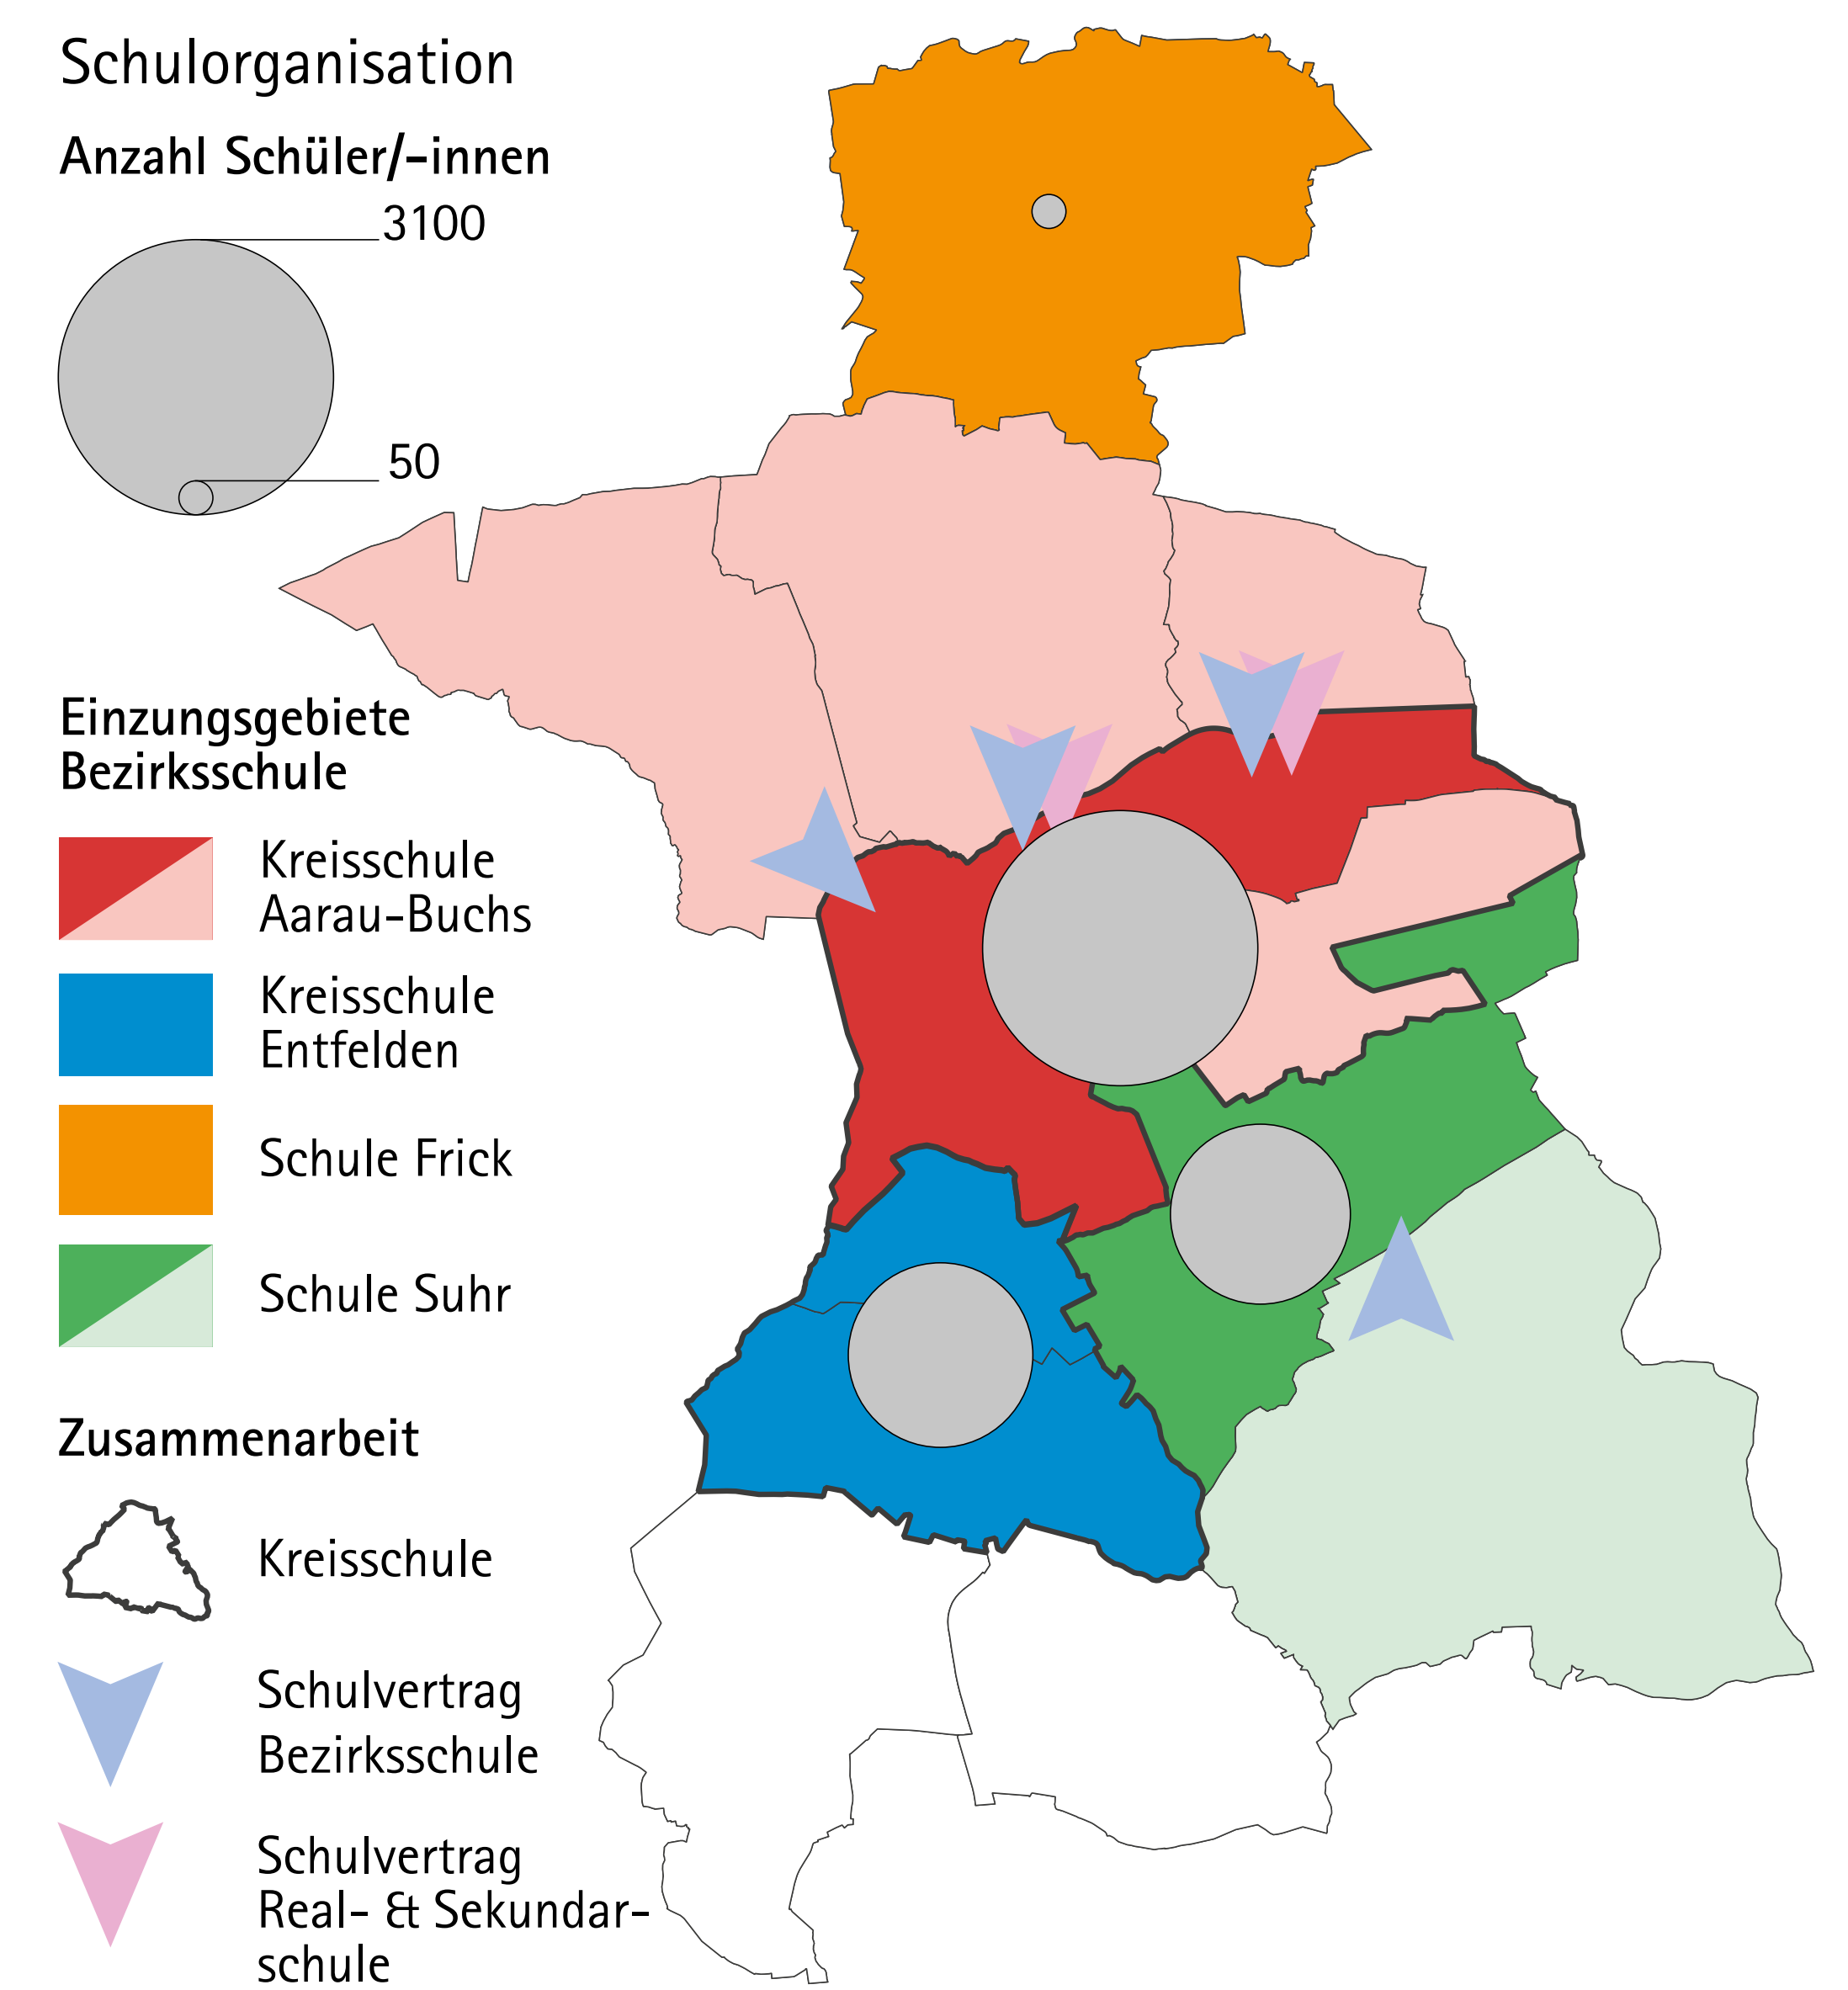 Schulorganisation
Anzahl Schüler/-innen
3100
50
Einzungsgebiete
Bezirksschule
Kreisschule
Aarau-Buchs
Kreisschule
Entfelden
Schule Frick
Schule Suhr
Zusammenarbeit
Kreisschule
Schulvertrag
Bezirksschule
Schulvertrag
Real- & Sekundar-
schule